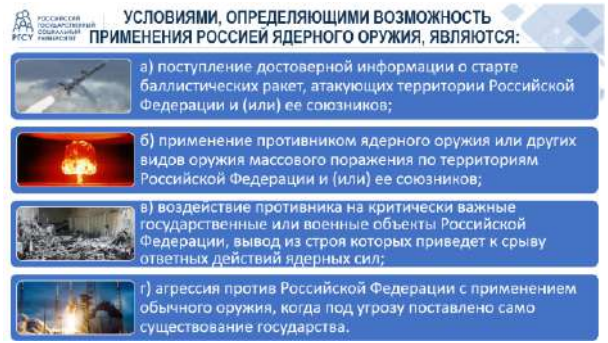 РОССИЙСКИЙ
ГОСУДАРСТВЕННЫЙ
СОЦИАЛЬНЫЙ
УНИВЕРСИТЕТ
РГСУ
УСЛОВИЯМИ, ОПРЕДЕЛЯЮЩИМИ ВОЗМОЖНОСТЬ
ПРИМЕНЕНИЯ РОССИЕЙ ЯДЕРНОГО ОРУЖИЯ, ЯВЛЯЮТСЯ:
а) поступление достоверной информации о старте
баллистических ракет, атакующих территории Российской
Федерации и (или) ее союзников;
б) применение противником ядерного оружия или других
видов оружия массового поражения по территориям
Российской Федерации и (или) ее союзников;
в) воздействие противника на критически важные
государственные или военные объекты Российской
Федерации, вывод из строя которых приведет к срыву
ответных действий ядерных сил;
г) агрессия против Российской Федерации с применением
обычного оружия, когда под угрозу поставлено само
существование государства.